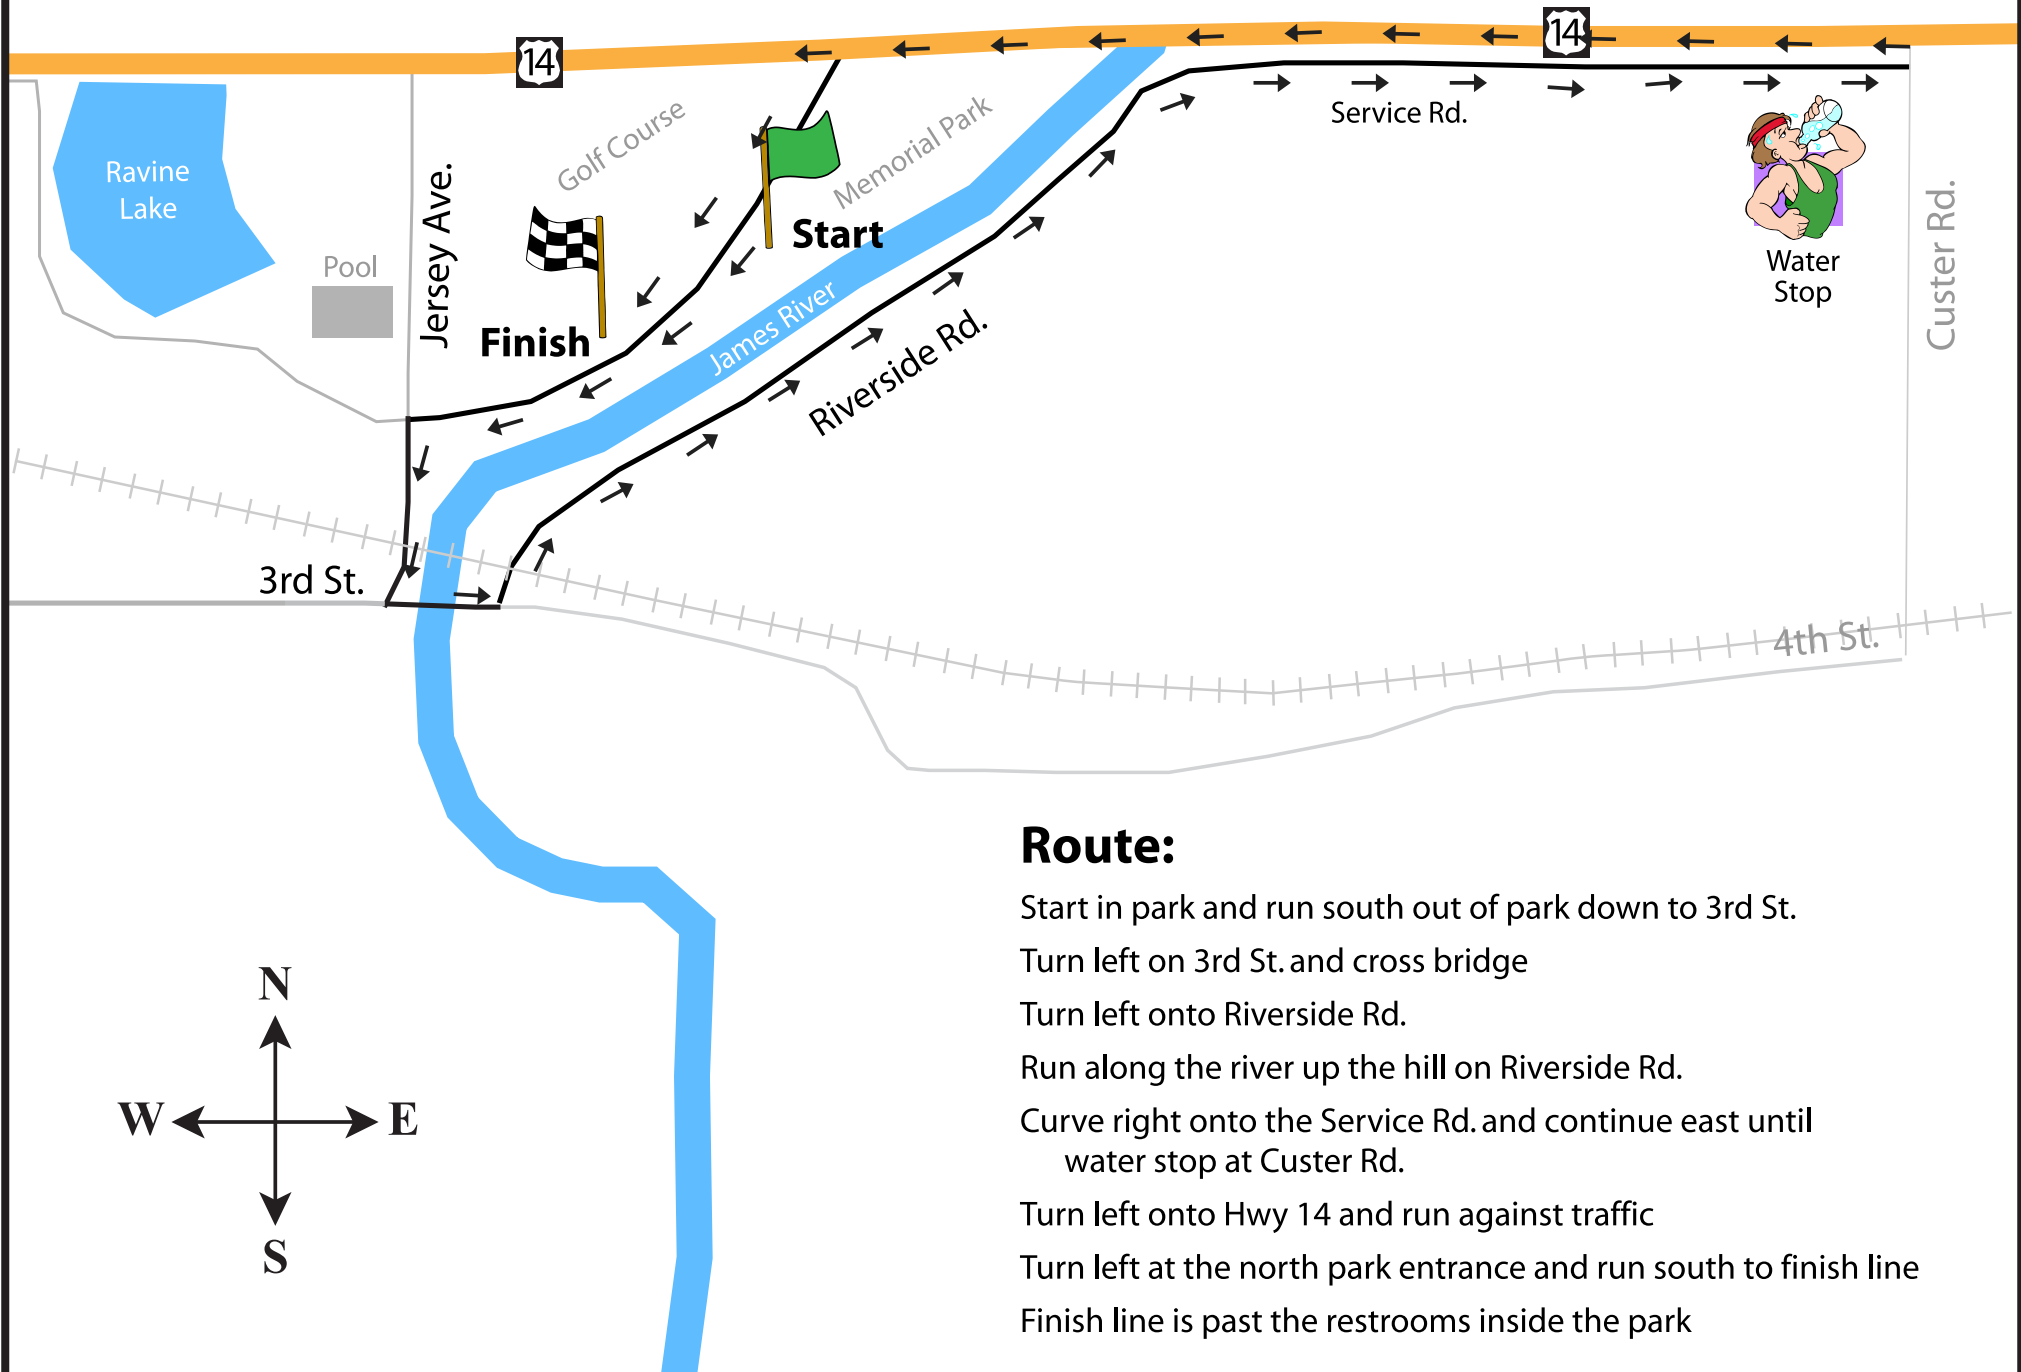 14
14
Service Rd.
Golf Course
Memorial Park
Ravine
Lake
Jersey Ave.
Start
Custer Rd.
Pool
Water
Stop
Finish
James River
Riverside Rd.
3rd St.
4th St.
Route:
Start in park and run south out of park down to 3rd St.
Turn left on 3rd St. and cross bridge
Turn left onto Riverside Rd.
Run along the river up the hill on Riverside Rd.
Curve right onto the Service Rd. and continue east until
water stop at Custer Rd.
Turn left onto Hwy 14 and run against traffic
Turn left at the north park entrance and run south to finish line
Finish line is past the restrooms inside the park
N
W
E
S